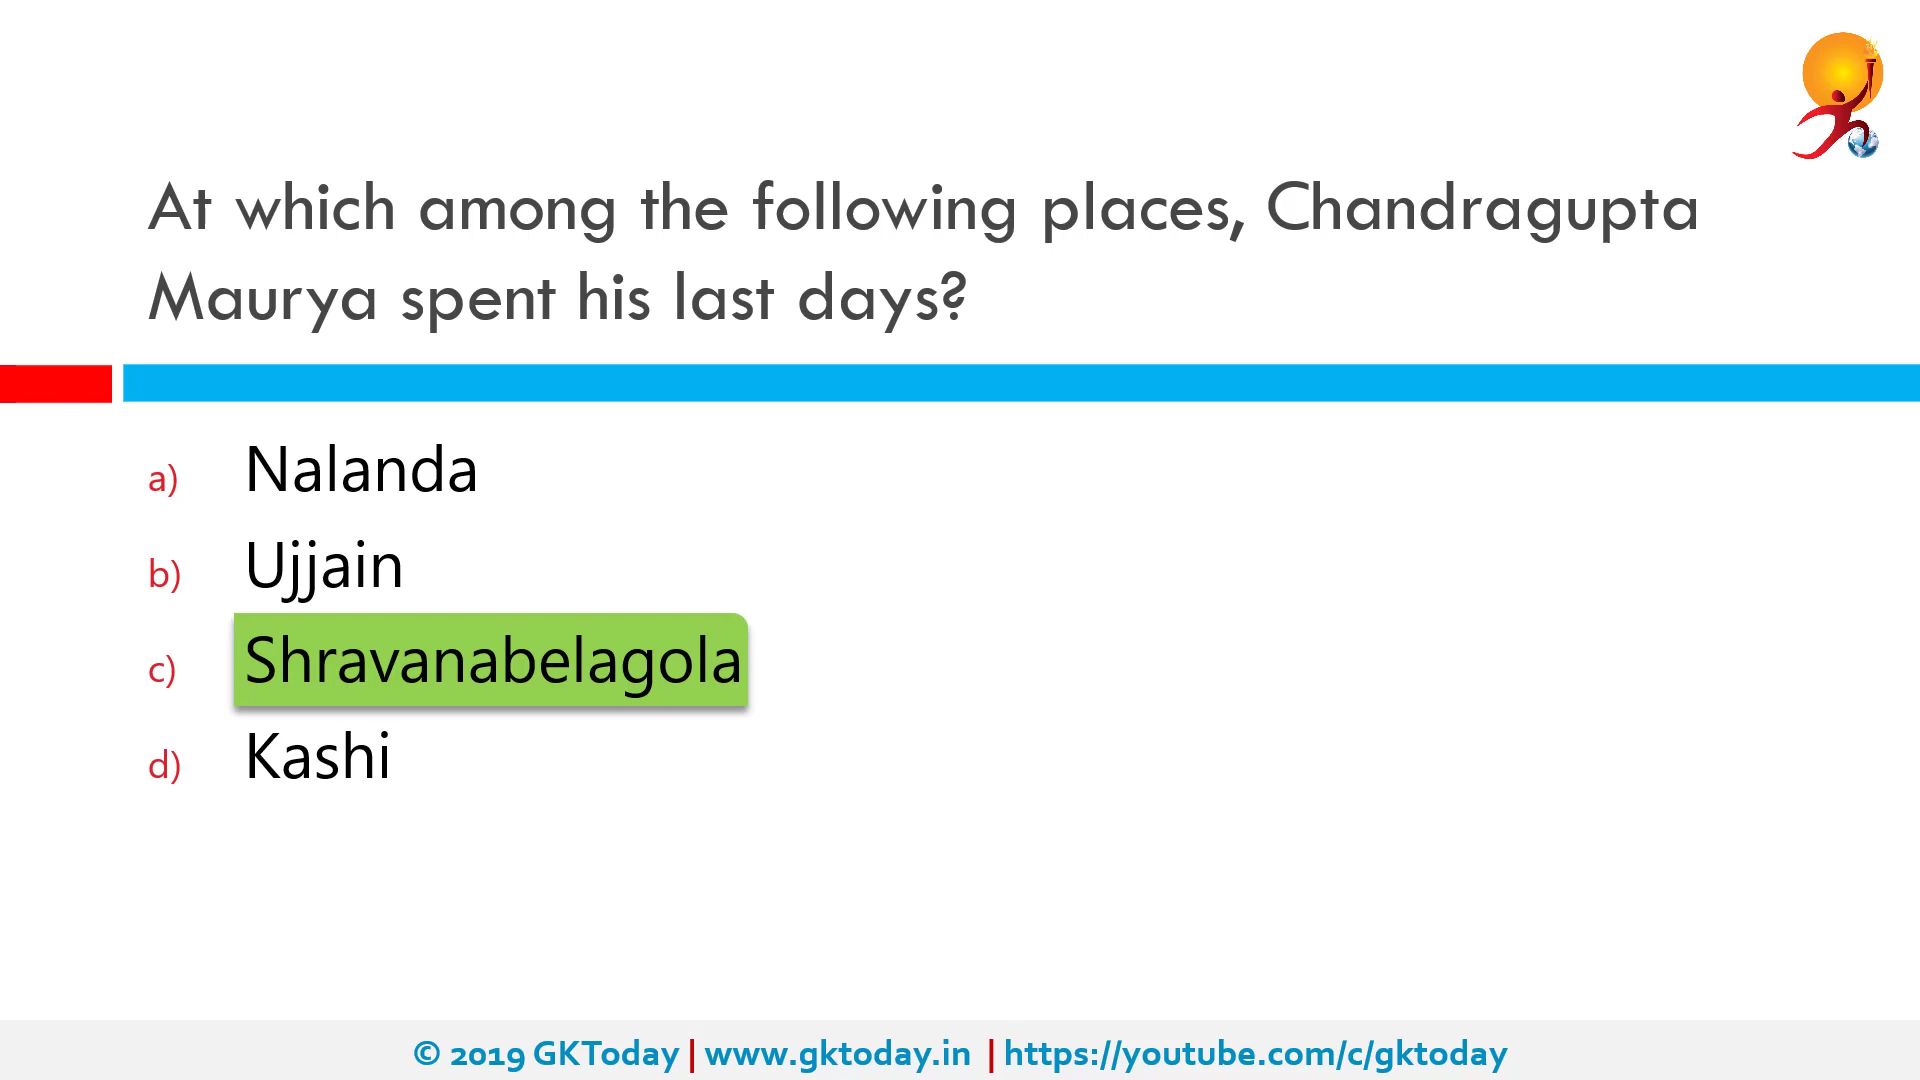 At which among the following places, Chandragupta
Maurya spent his last days?
a) Nalanda
b) Ujjain
c) Shravanabelagola
d) Kashi
© 2019 GKToday | www.gktoday.in | https://youtube.com/c/gktoday